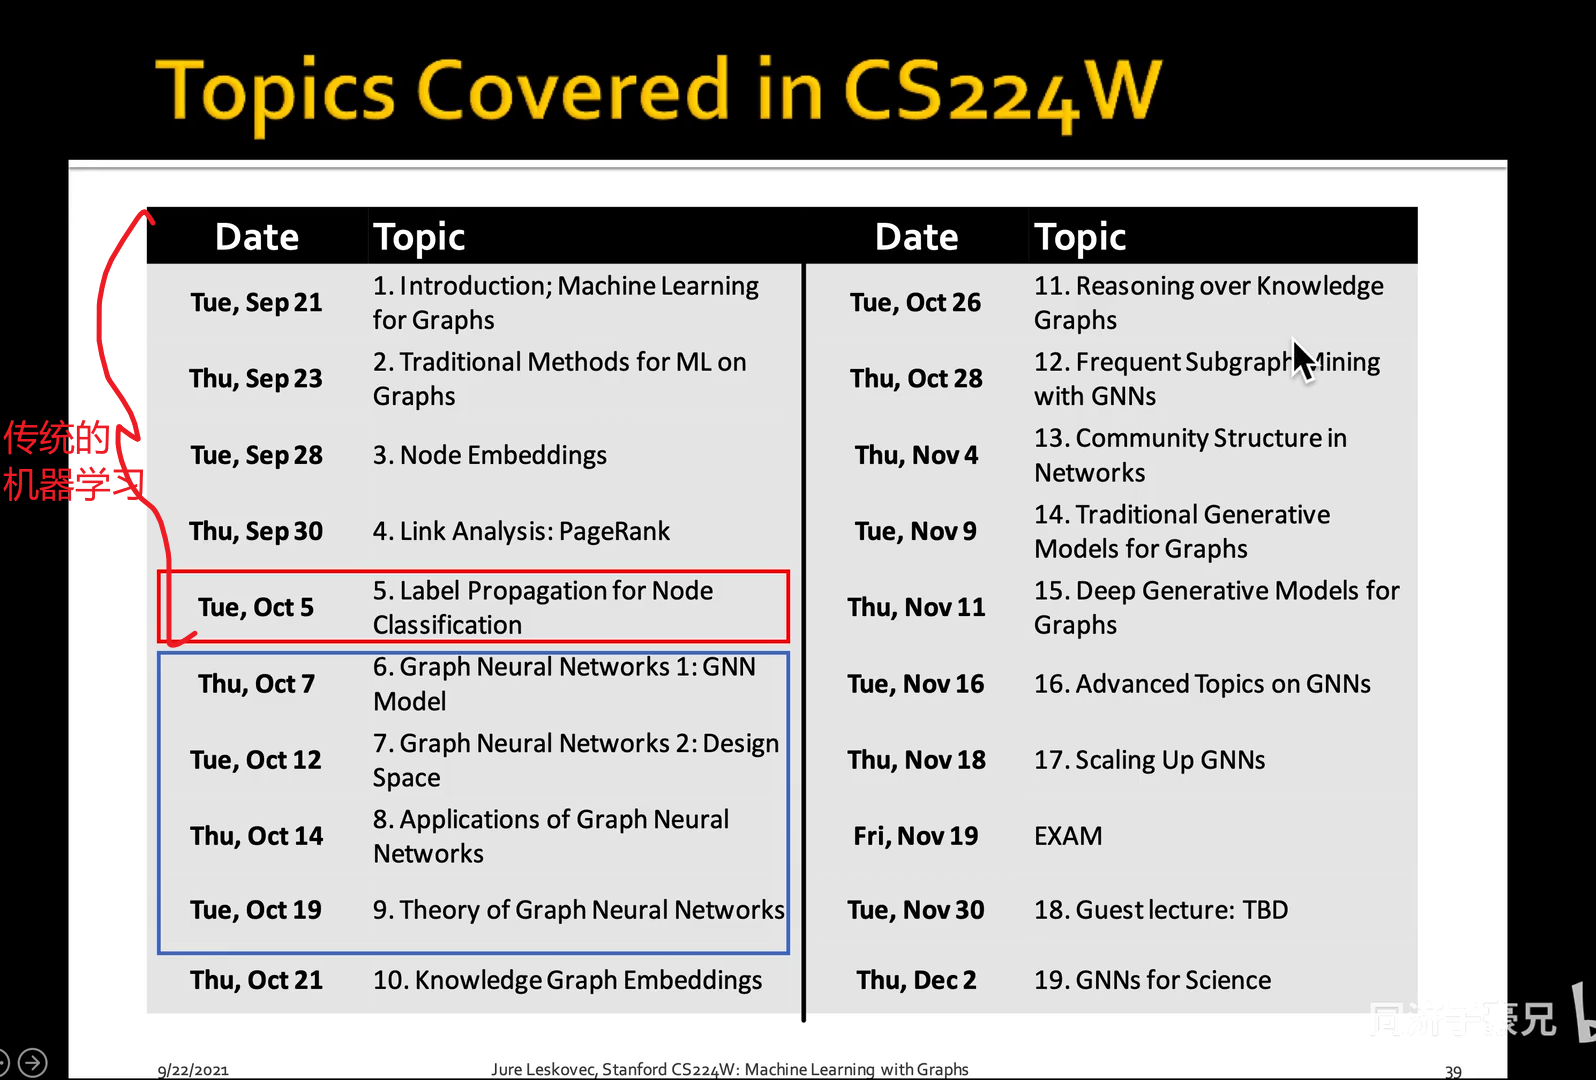 Topics Covered in CS224W
Date Topic
Tue, Sep 21 1. Introduction; Machine Learning
for Graphs
Thu, Sep 23 2. Traditional Methods for ML on
Graphs
Tue, Sep 28 3. Node Embeddings
Thu, Sep 30 4. Link Analysis: PageRank
Tue, Oct 5 5. Label Propagation for Node
Classification
Thu, Oct 7 6. Graph Neural Networks 1: GNN
Model
Tue, Oct 12 7. Graph Neural Networks 2: Design
Space
Thu, Oct 14 8. Applications of Graph Neural
Networks
Tue, Oct 19 9. Theory of Graph Neural Networks
Thu, Oct 21 10. Knowledge Graph Embeddings
Date Topic
Tue, Oct 26 11. Reasoning over Knowledge
Graphs
Thu, Oct 28 12. Frequent Subgraph Mining
with GNNs
Thu, Nov 4 13. Community Structure in
Networks
Tue, Nov 9 14. Traditional Generative
Models for Graphs
Thu, Nov 11 15. Deep Generative Models for
Graphs
Tue, Nov 16 16. Advanced Topics on GNNs
Thu, Nov 18 17. Scaling Up GNNs
Fri, Nov 19 EXAM
Tue, Nov 30 18. Guest lecture: TBD
Thu, Dec 2 19. GNNs for Science
传统的
机器学习
同济子豪兄
9/22/2021 Jure Leskovec, Stanford CS224W: Machine Learning with Graphs 39